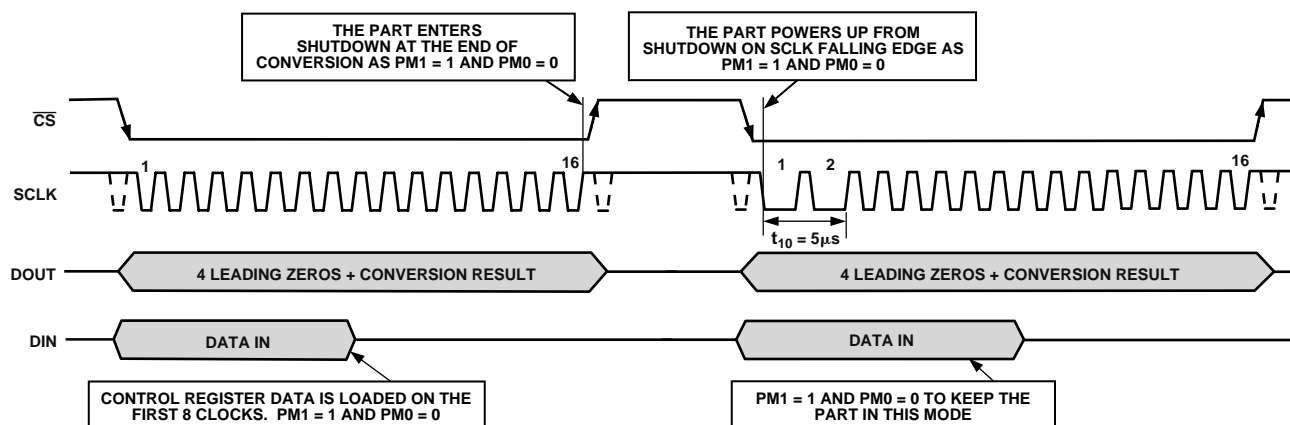 THE PART ENTERS
SHUTDOWN AT THE END OF
CONVERSION AS PM1 = 1 AND PM0 = 0
THE PART POWERS UP FROM
SHUTDOWN ON SCLK FALLING EDGE AS
PM1 = 1 AND PM0 = 0
CS
SCLK
1
16
1
2
16
t10 = 5μs
DOUT
4 LEADING ZEROS + CONVERSION RESULT
4 LEADING ZEROS + CONVERSION RESULT
DIN
DATA IN
DATA IN
CONTROL REGISTER DATA IS LOADED ON THE
FIRST 8 CLOCKS. PM1 = 1 AND PM0 = 0
PM1 = 1 AND PM0 = 0 TO KEEP THE
PART IN THIS MODE